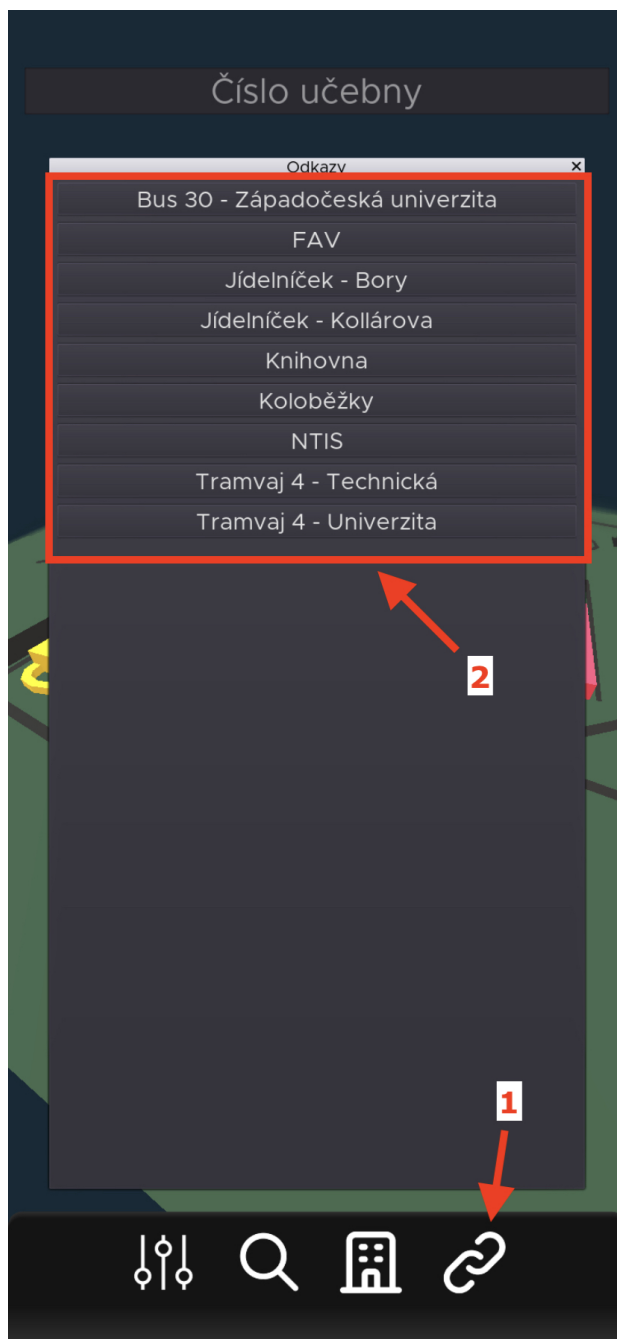 Číslo učebny
Odkazy
Bus 30 - Západočeská univerzita
FAV
Jídelníček - Bory
Jídelníček - Kollárova
Knihovna
Koloběžky
NTIS
Tramvaj 4 - Technická
Tramvaj 4 - Univerzita
2
1